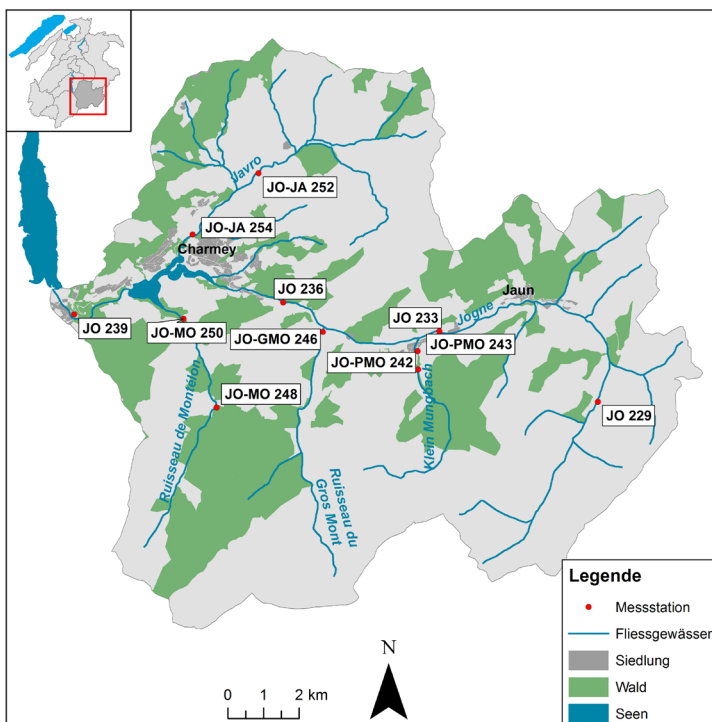 Javro
JO-JA 252
JO-JA 254
Charmey
JO 236
JO 233
Jaun
Jogne
JO 239
JO-MO 250
JO-GMO 246
JO-PMO 243
JO-PMO 242
JO-MO 248
JO 229
Ruisseau de Montélon
Ruisseau du
Gros Mont
Klein Mungbach
Legende
Messstation
Fliessgewässer
Siedlung
Wald
Seen
N
0 1 2 km